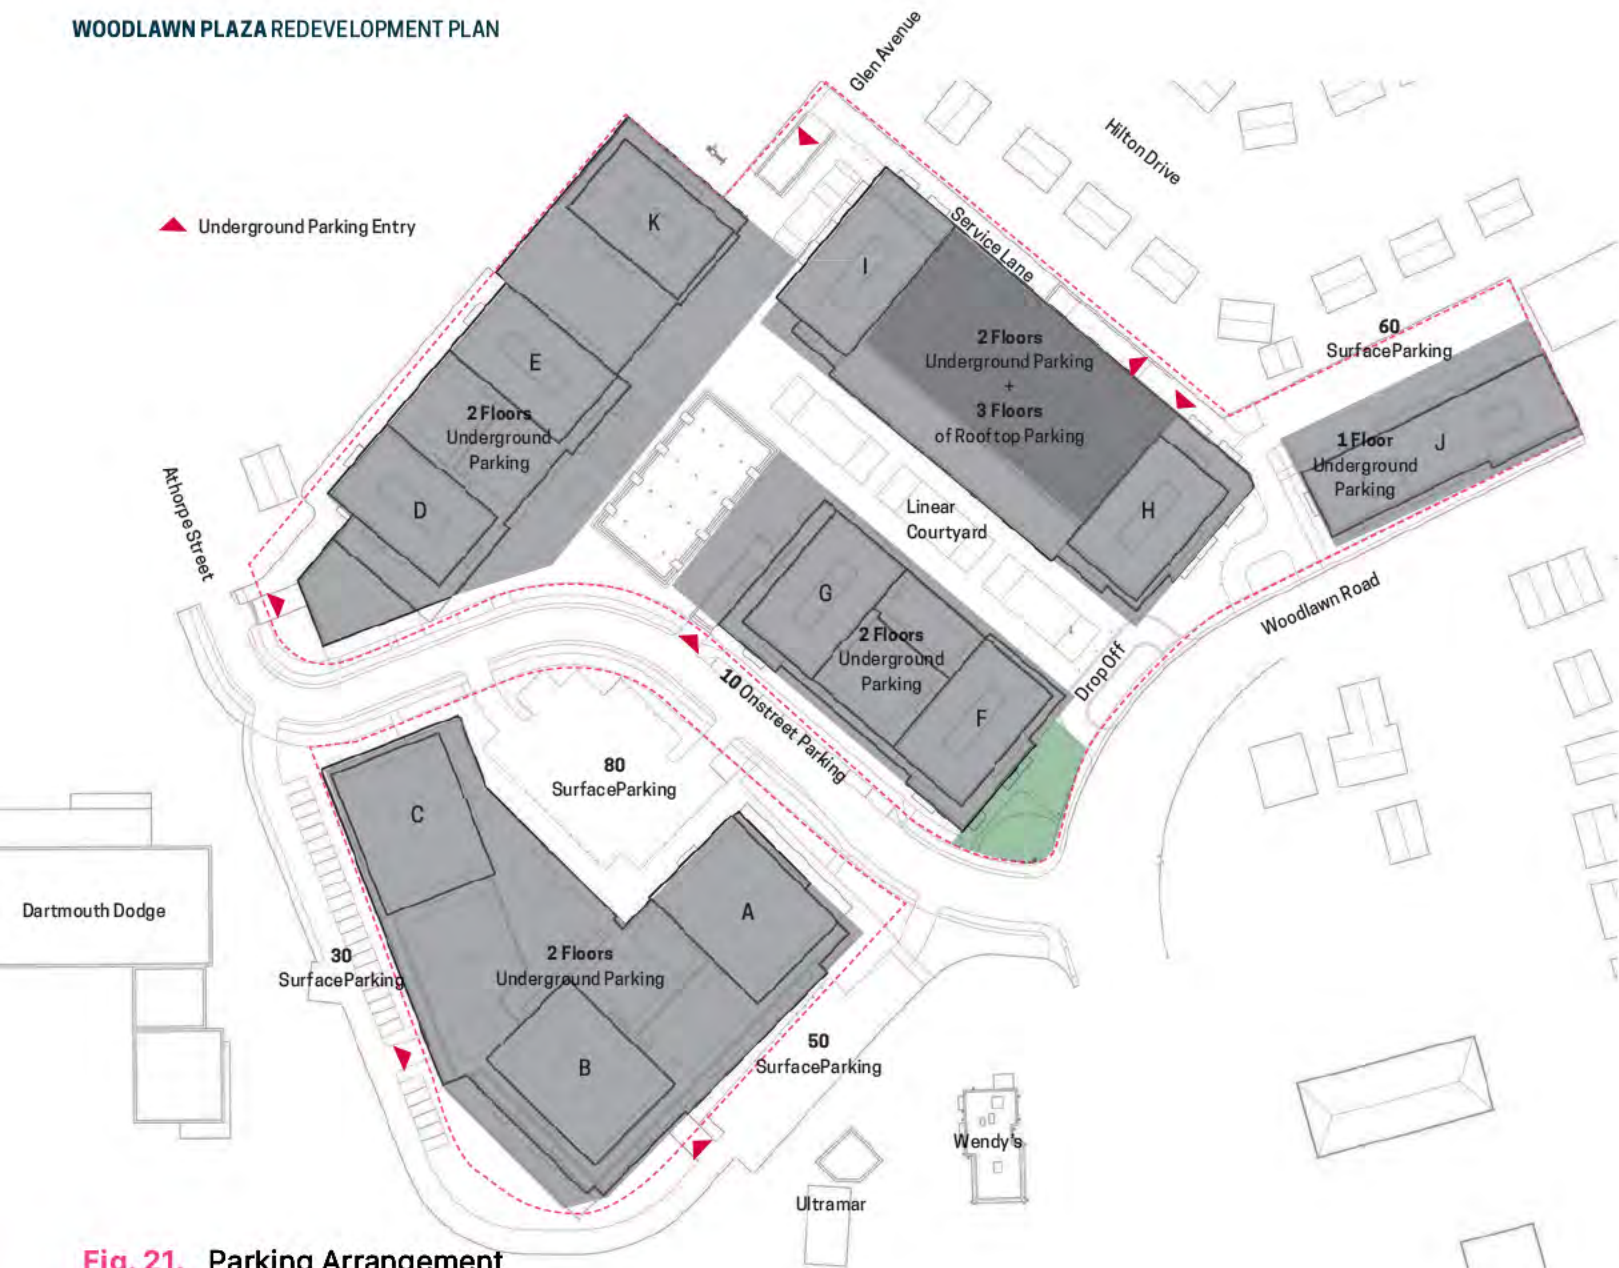 WOODLAWN PLAZA REDEVELOPMENT PLAN
Glen Avenue
Hilton Drive
Underground Parking Entry
K
Service Lane
I
E
2 Floors
Underground
Parking
D
2 Floors
Underground Parking
+
3 Floors
of Rooftop Parking
60
Surface Parking
1 Floor
Underground
Parking
J
H
Athorpe Street
Linear
Courtyard
G
2 Floors
Underground
Parking
F
Woodlawn Road
Drop Off
10 Onstreet Parking
80
Surface Parking
C
A
Dartmouth Dodge
30
Surface Parking
2 Floors
Underground Parking
B
50
Surface Parking
Wendy's
Ultramar
Fig. 21. Parking Arrangement